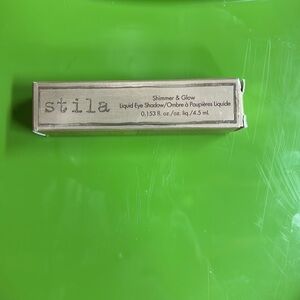 stila
Shimmer & Glow
Liquid Eye Shadow/Ombre à Paupières Liquide
0.153 fl. oz./oz. liq./4.5 mL